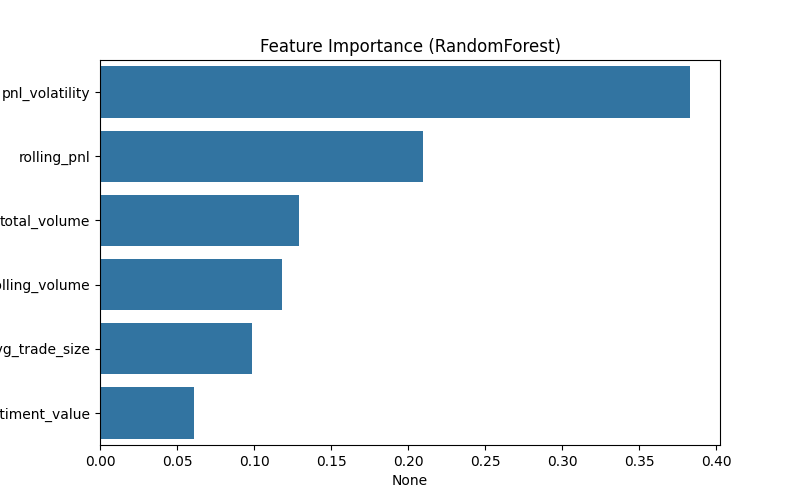 Feature Importance (RandomForest)
pnl_volatility
rolling_pnl
total_volume
olling_volume
vg_trade_size
timent_value
0.00 0.05 0.10 0.15 0.20 0.25 0.30 0.35 0.40
None